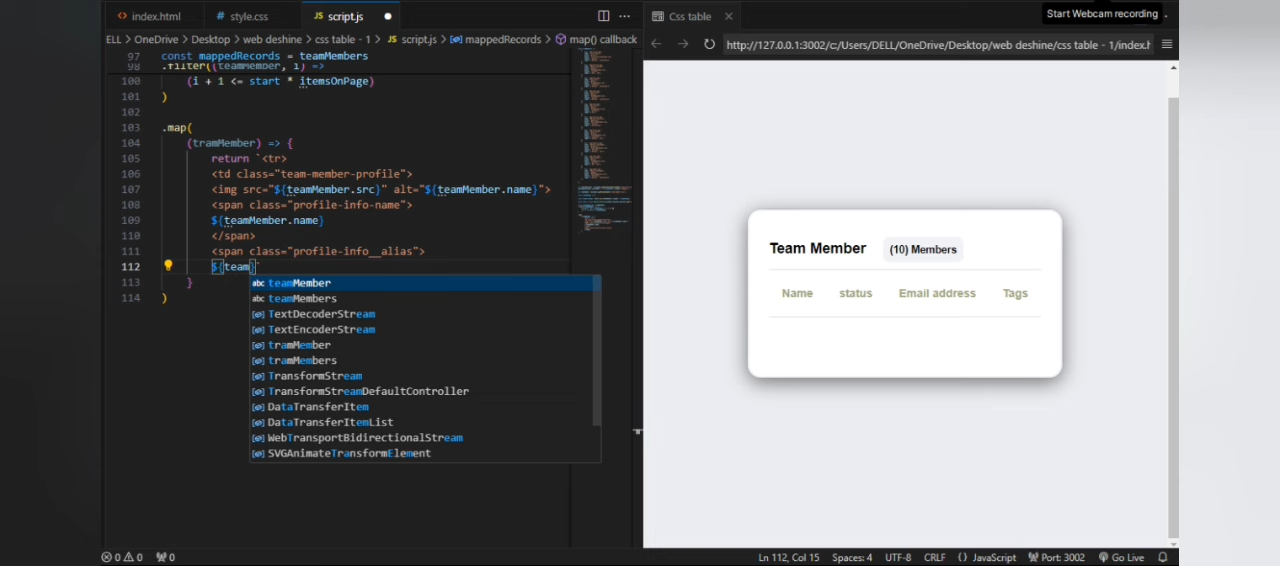 index.html
# style.css
JS script.js
Css table
Start Webcam recording
ELL > OneDrive > Desktop > web deshine > css table - 1 > JS script.js > mappedRecords > map() callback
http://127.0.0.1:3002/c:/Users/DELL/OneDrive/Desktop/web deshine/css table - 1/index.h
97 const mappedRecords = teamMembers
98 .filter((teamMember, i) =>
100 (i + 1 <= start * itemsOnPage)
101 )
102
103 .map(
104 (tramMember) => {
105 return `<tr>
106 <td class="team-member-profile">
107 <img src="${teamMember.src}" alt="${teamMember.name}">
108 <span class="profile-info-name">
109 ${teamMember.name}
110 </span>
111 <span class="profile-info__alias">
112 ${team}`
113 }
114 )
abc teamMember
abc teamMembers
TextDecoderStream
TextEncoderStream
tramMember
tramMembers
TransformStream
TransformStreamDefaultController
DataTransferItem
DataTransferItemList
WebTransportBidirectionalStream
SVGAnimateTransformElement
Team Member (10) Members
Name status Email address Tags
0 0 0
Ln 112, Col 15 Spaces: 4 UTF-8 CRLF {} JavaScript Port: 3002 Go Live